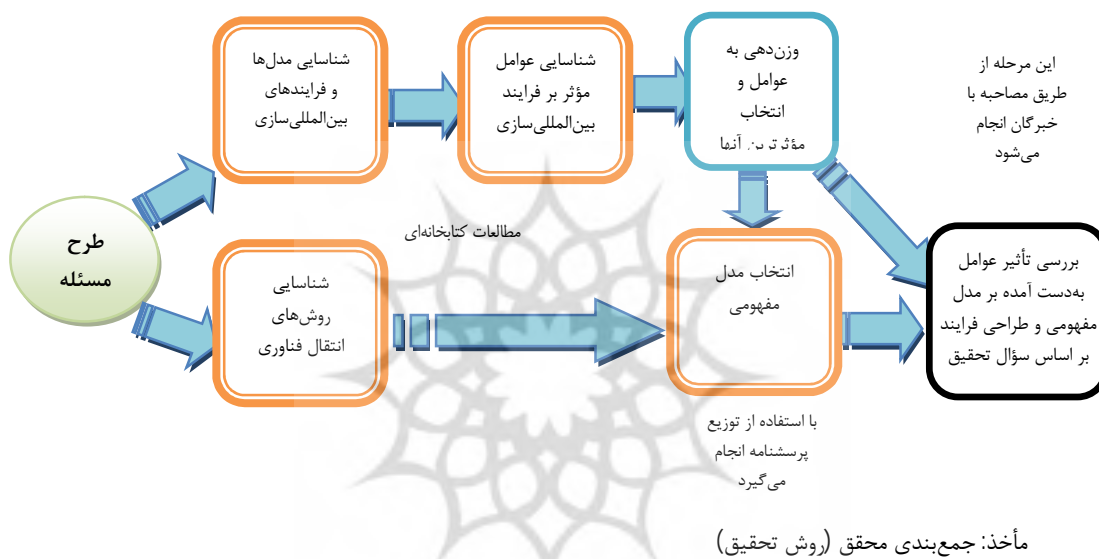 شناسایی مدل‌ها
و فرایندهای
بین‌المللی‌سازی
شناسایی عوامل
مؤثر بر فرایند
بین‌المللی‌سازی
وزن‌دهی به
عوامل و
انتخاب
مؤثرترین آنها
این مرحله از
طریق مصاحبه با
خبرگان انجام
می‌شود
طرح
مسئله
مطالعات کتابخانه‌ای
شناسایی
روش‌های
انتقال فناوری
انتخاب مدل
مفهومی
بررسی تأثیر عوامل
به‌دست آمده بر مدل
مفهومی و طراحی فرایند
بر اساس سؤال تحقیق
با استفاده از توزیع
پرسشنامه انجام
می‌گیرد
مأخذ: جمع‌بندی محقق (روش تحقیق)